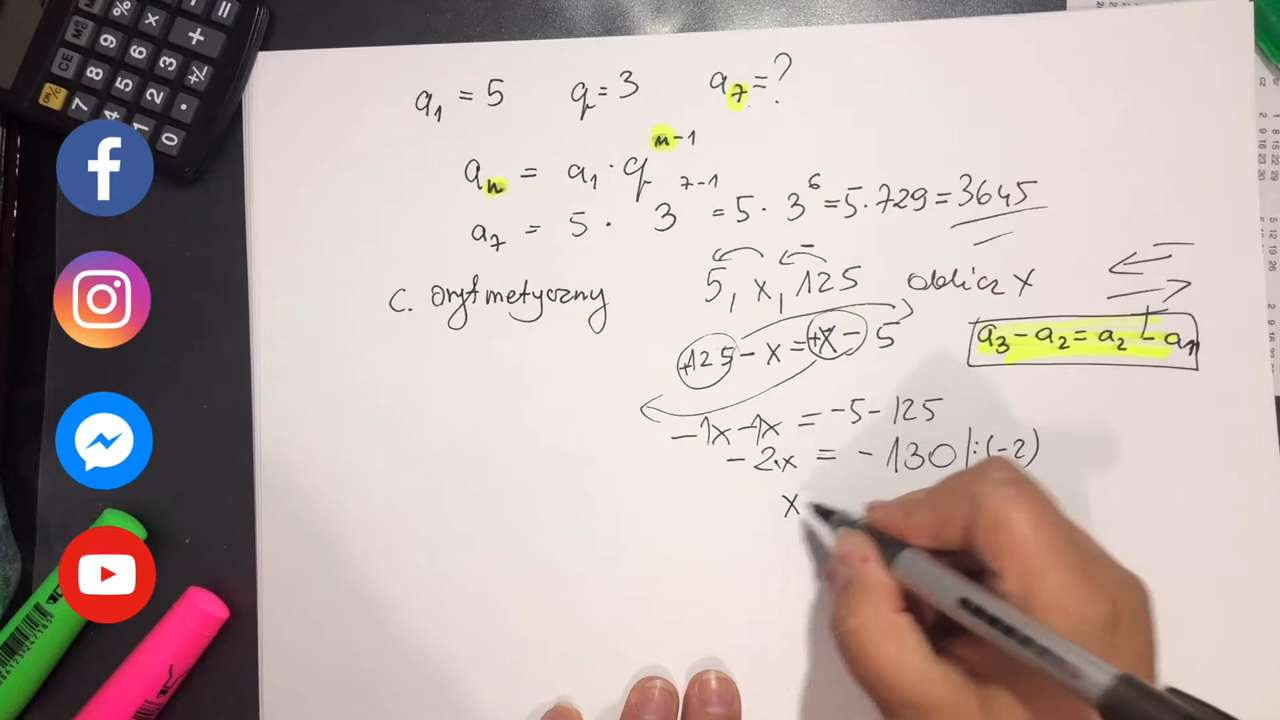 a₁ = 5 q = 3 a₇ = ?
aₙ = a₁ · qⁿ⁻¹
a₇ = 5 · 3⁷⁻¹ = 5 · 3⁶ = 5 · 729 = 3645
C. arytmetyczny 5, x, 125 oblicz x
a₃ - a₂ = a₂ - a₁
+125 - x = +x - 5
-1x - 1x = -5 - 125
-2x = -130 /:(-2)
x